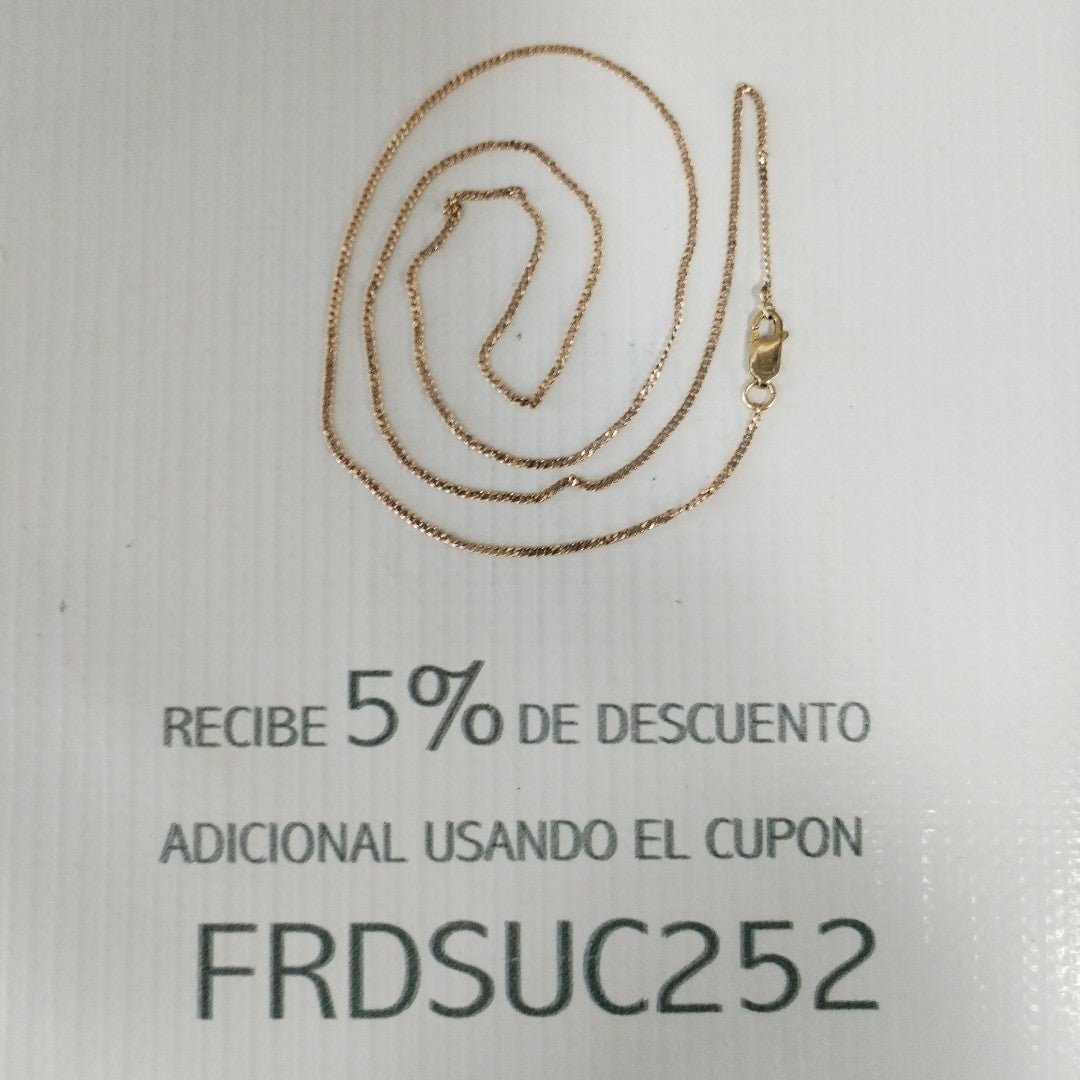 RECIBE 5% DE DESCUENTO
ADICIONAL USANDO EL CUPON
FRDSUC252